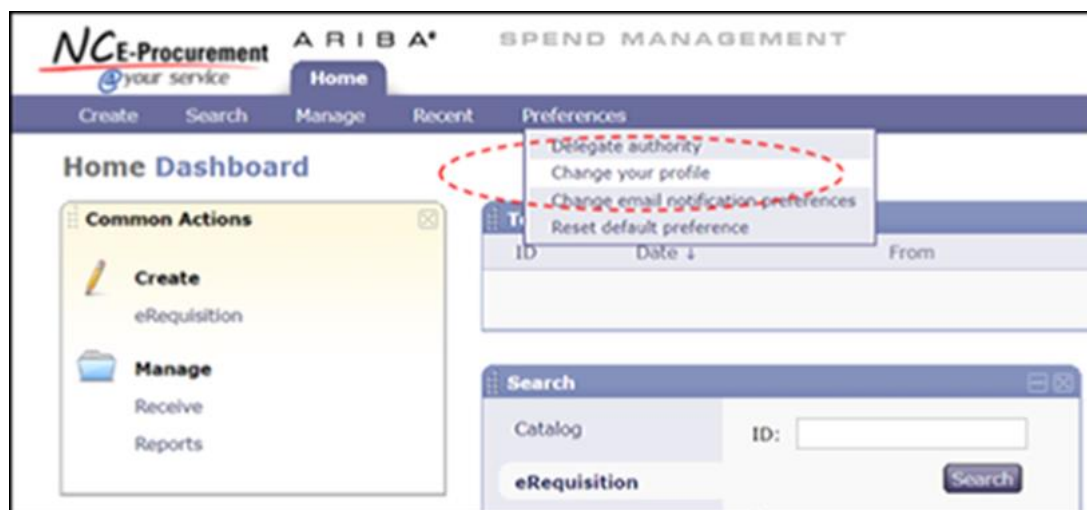 NCE-Procurement
@your service
ARIBA®
SPEND MANAGEMENT
Home
Create Search Manage Recent Preferences
Delegate authority
Change your profile
Change email notification preferences
Reset default preference
Home Dashboard
Common Actions
Create
eRequisition
Manage
Receive
Reports
ID Date ↓ From
Search
Catalog
ID:
eRequisition
Search